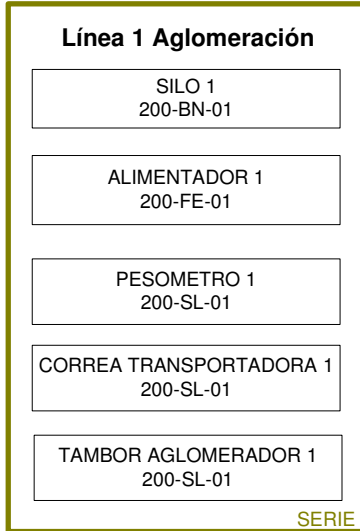 Línea 1 Aglomeración
SILO 1
200-BN-01
ALIMENTADOR 1
200-FE-01
PESOMETRO 1
200-SL-01
CORREA TRANSPORTADORA 1
200-SL-01
TAMBOR AGLOMERADOR 1
200-SL-01
SERIE